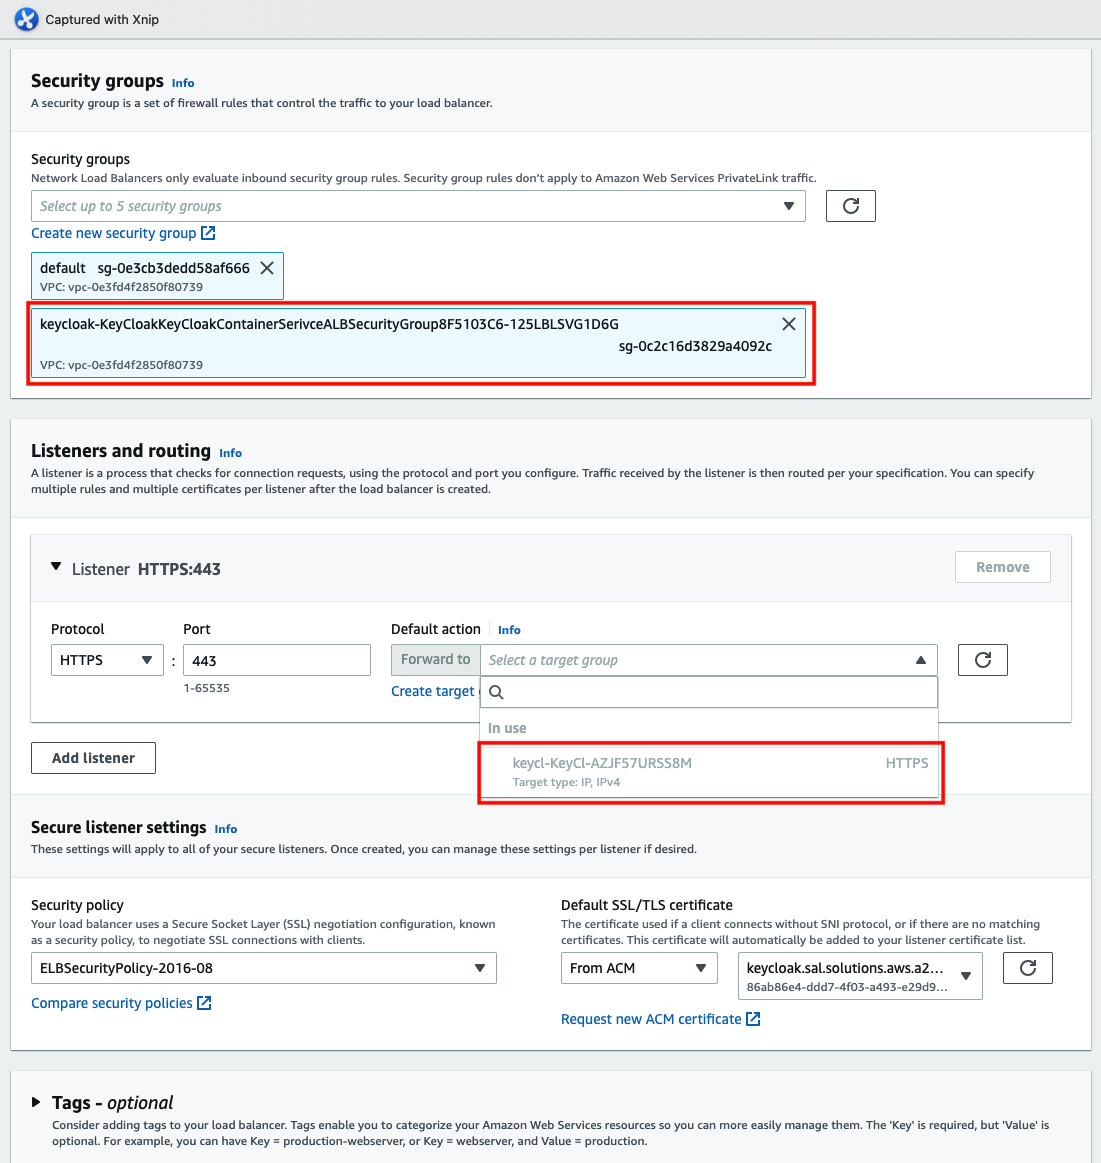 Captured with Xnip
Security groups Info
A security group is a set of firewall rules that control the traffic to your load balancer.
Security groups
Network Load Balancers only evaluate inbound security group rules. Security group rules don't apply to Amazon Web Services PrivateLink traffic.
Select up to 5 security groups
Create new security group
default sg-0e3cb3dedd58af666
VPC: vpc-0e3fd4f2850f80739
keycloak-KeyCloakKeyCloakContainerSerivceALBSecurityGroup8F5103C6-125LBLSVG1D6G
sg-0c2c16d3829a4092c
VPC: vpc-0e3fd4f2850f80739
Listeners and routing Info
A listener is a process that checks for connection requests, using the protocol and port you configure. Traffic received by the listener is then routed per your specification. You can specify
multiple rules and multiple certificates per listener after the load balancer is created.
Listener HTTPS:443
Remove
Protocol Port Default action Info
HTTPS : 443 Forward to Select a target group
1-65535
Create target
In use
keycl-KeyCl-AZJF57URSS8M HTTPS
Target type: IP, IPv4
Add listener
Secure listener settings Info
These settings will apply to all of your secure listeners. Once created, you can manage these settings per listener if desired.
Security policy
Your load balancer uses a Secure Socket Layer (SSL) negotiation configuration, known
as a security policy, to negotiate SSL connections with clients.
ELBSecurityPolicy-2016-08
Compare security policies
Default SSL/TLS certificate
The certificate used if a client connects without SNI protocol, or if there are no matching
certificates. This certificate will automatically be added to your listener certificate list.
From ACM
keycloak.sal.solutions.aws.a2...
86ab86e4-ddd7-4f03-a493-e29d9...
Request new ACM certificate
Tags - optional
Consider adding tags to your load balancer. Tags enable you to categorize your Amazon Web Services resources so you can more easily manage them. The 'Key' is required, but 'Value' is
optional. For example, you can have Key = production-webserver, or Key = webserver, and Value = production.